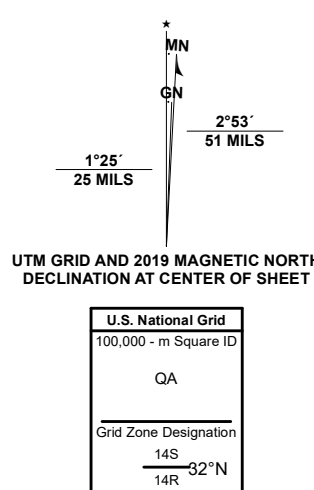 ★
MN
GN
2°53´
51 MILS
1°25´
25 MILS
UTM GRID AND 2019 MAGNETIC NORTH
DECLINATION AT CENTER OF SHEET
U.S. National Grid
100,000 - m Square ID
QA
Grid Zone Designation
14S
32°N
14R